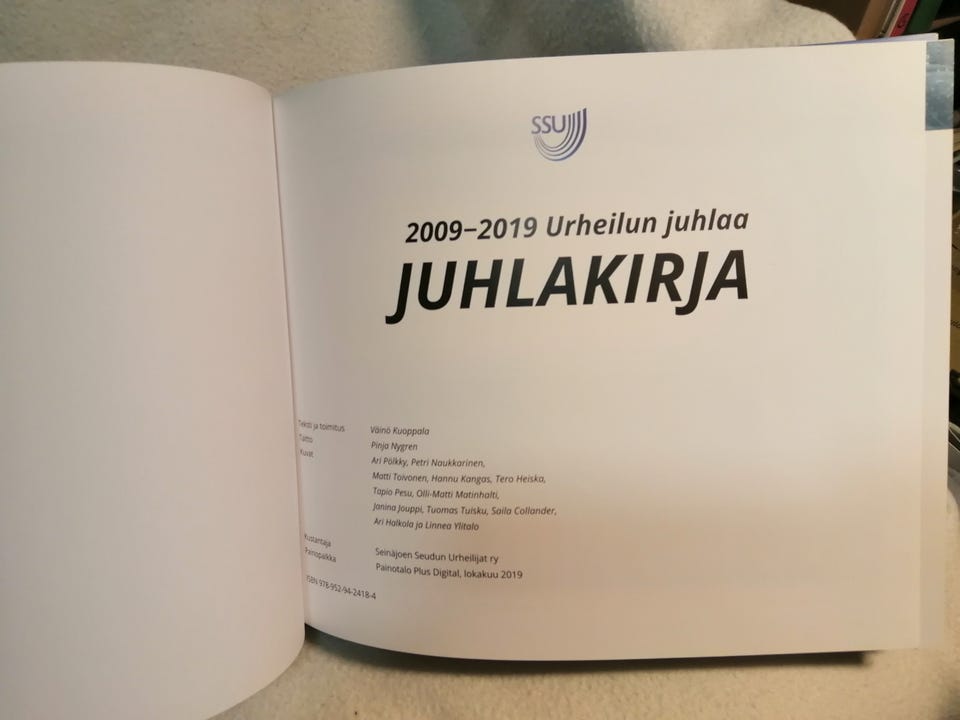 SSU
2009–2019 Urheilun juhlaa
JUHLAKIRJA
Teksti ja toimitus Väinö Kuoppala
Taitto Pinja Nygren
Kuvat Ari Pölkky, Petri Naukkarinen,
Matti Toivonen, Hannu Kangas, Tero Heiska,
Tapio Pesu, Olli-Matti Matinhalti,
Janina Jouppi, Tuomas Tuisku, Saila Collander,
Ari Halkola ja Linnea Ylitalo
Kustantaja Seinäjoen Seudun Urheilijat ry
Painopaikka Painotalo Plus Digital, lokakuu 2019
ISBN 978-952-94-2418-4